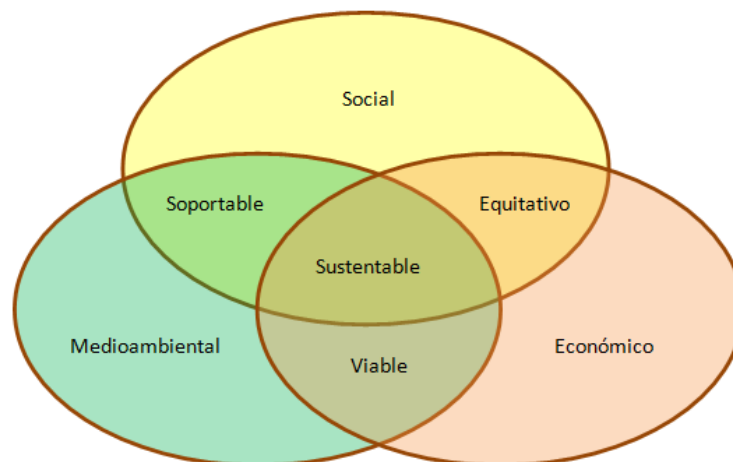 Social
Soportable
Equitativo
Sustentable
Medioambiental
Viable
Económico